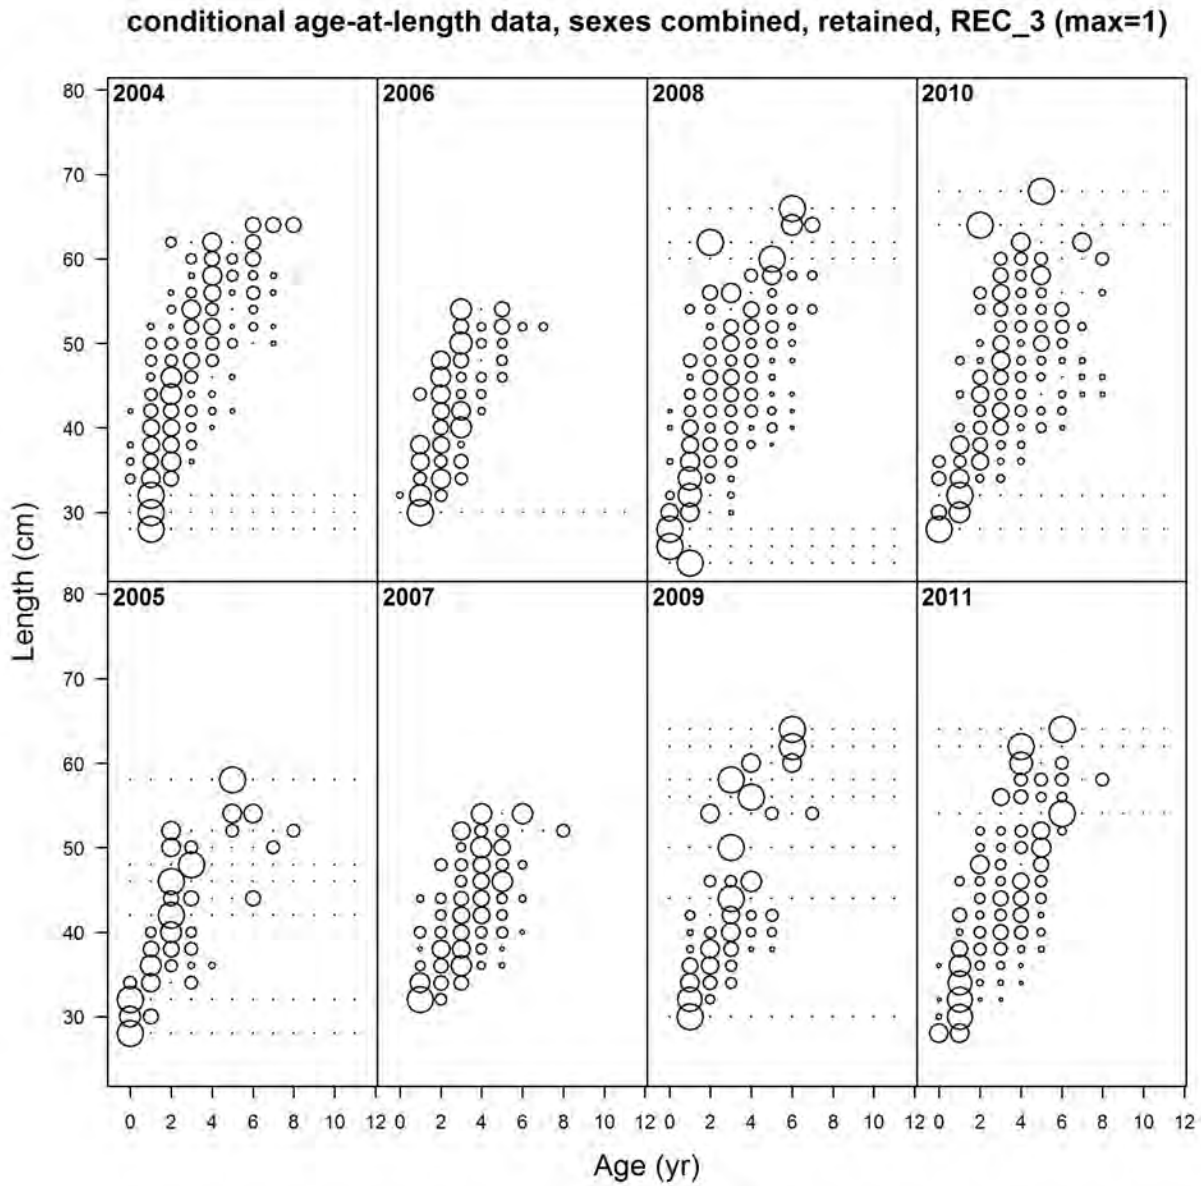 conditional age-at-length data, sexes combined, retained, REC_3 (max=1)
2004 2006 2008 2010
80
70
60
50
40
30
2005 2007 2009 2011
80
70
60
50
40
30
Length (cm)
0 2 4 6 8 10 12 0 2 4 6 8 10 12 0 2 4 6 8 10 12 0 2 4 6 8 10 12
Age (yr)